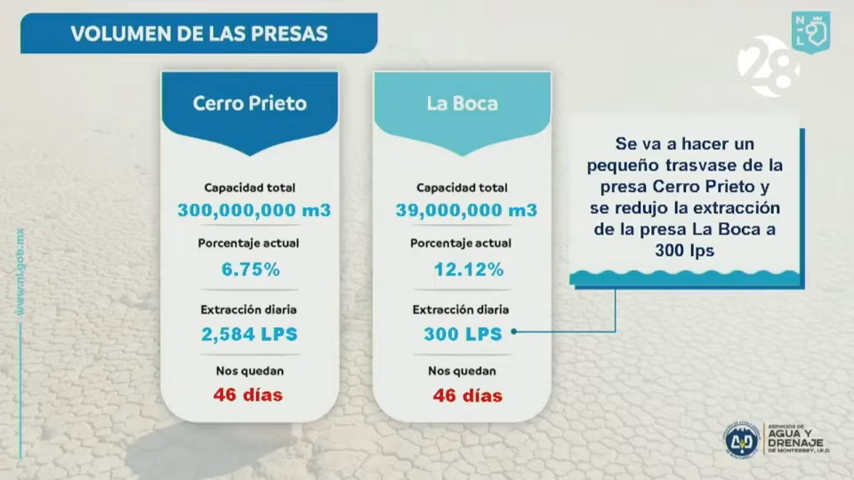 VOLUMEN DE LAS PRESAS
N
L
28
Cerro Prieto
Capacidad total
300,000,000 m3
Porcentaje actual
6.75%
Extracción diaria
2,584 LPS
Nos quedan
46 días
La Boca
Capacidad total
39,000,000 m3
Porcentaje actual
12.12%
Extracción diaria
300 LPS
Nos quedan
46 días
Se va a hacer un
pequeño trasvase de la
presa Cerro Prieto y
se redujo la extracción
de la presa La Boca a
300 lps
www.nl.gob.mx
SERVICIOS DE
AGUA Y
DRENAJE
DE MONTERREY, I.P.D.